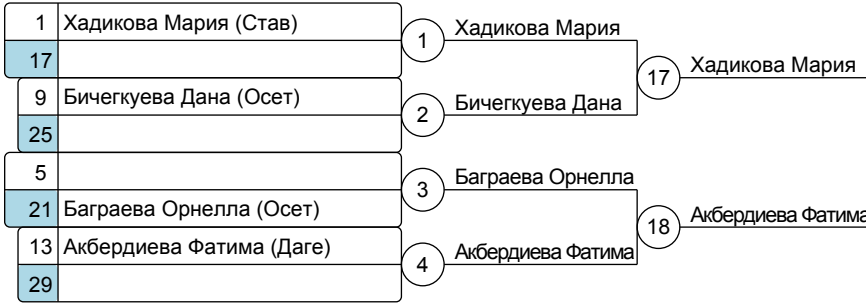 1 Хадикова Мария (Став)
17
9 Бичегкуева Дана (Осет)
25
5
21 Баграева Орнелла (Осет)
13 Акбердиева Фатима (Даге)
29
1 Хадикова Мария
2 Бичегкуева Дана
3 Баграева Орнелла
4 Акбердиева Фатима
17 Хадикова Мария
18 Акбердиева Фатима